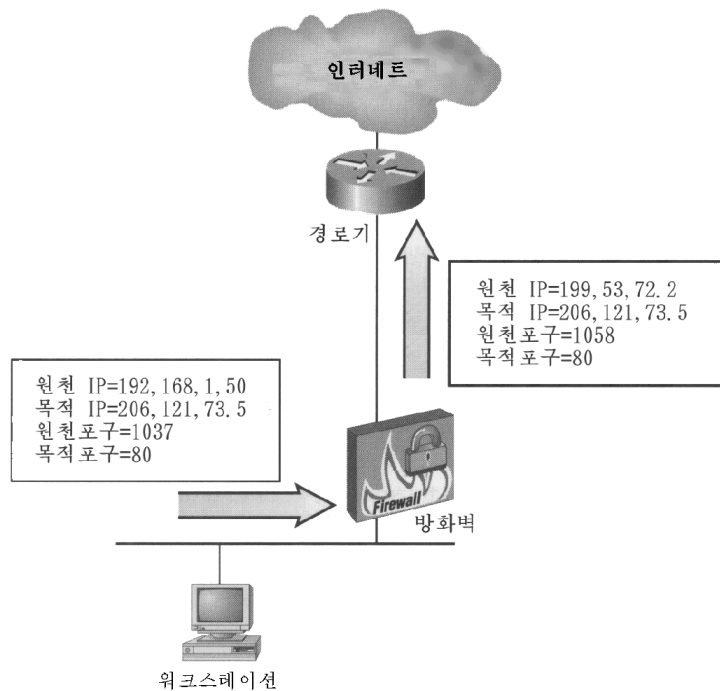 인터네트
경로기
원천 IP=199,53,72.2
목적 IP=206,121,73.5
원천포구=1058
목적포구=80
원천 IP=192,168,1,50
목적 IP=206,121,73.5
원천포구=1037
목적포구=80
Firewall
방화벽
워크스테이션